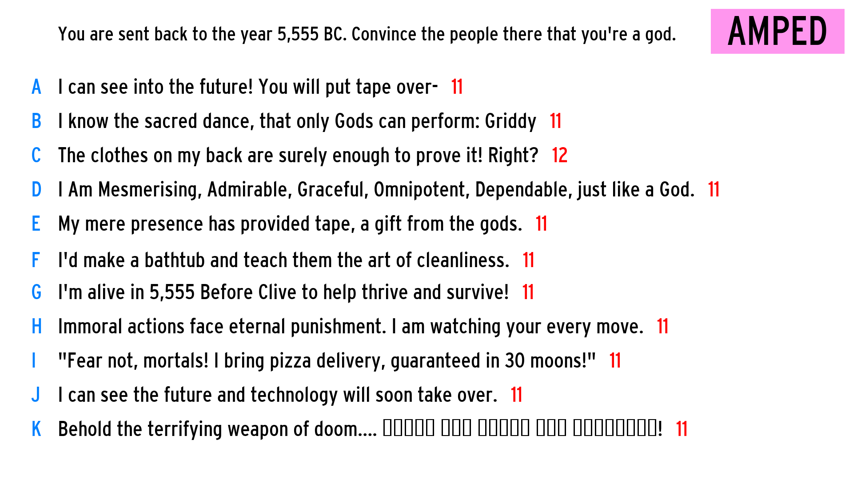 You are sent back to the year 5,555 BC. Convince the people there that you're a god.
AMPED
A I can see into the future! You will put tape over- 11
B I know the sacred dance, that only Gods can perform: Griddy 11
C The clothes on my back are surely enough to prove it! Right? 12
D I Am Mesmerising, Admirable, Graceful, Omnipotent, Dependable, just like a God. 11
E My mere presence has provided tape, a gift from the gods. 11
F I'd make a bathtub and teach them the art of cleanliness. 11
G I'm alive in 5,555 Before Clive to help thrive and survive! 11
H Immoral actions face eternal punishment. I am watching your every move. 11
I "Fear not, mortals! I bring pizza delivery, guaranteed in 30 moons!" 11
J I can see the future and technology will soon take over. 11
K Behold the terrifying weapon of doom.... ! 11